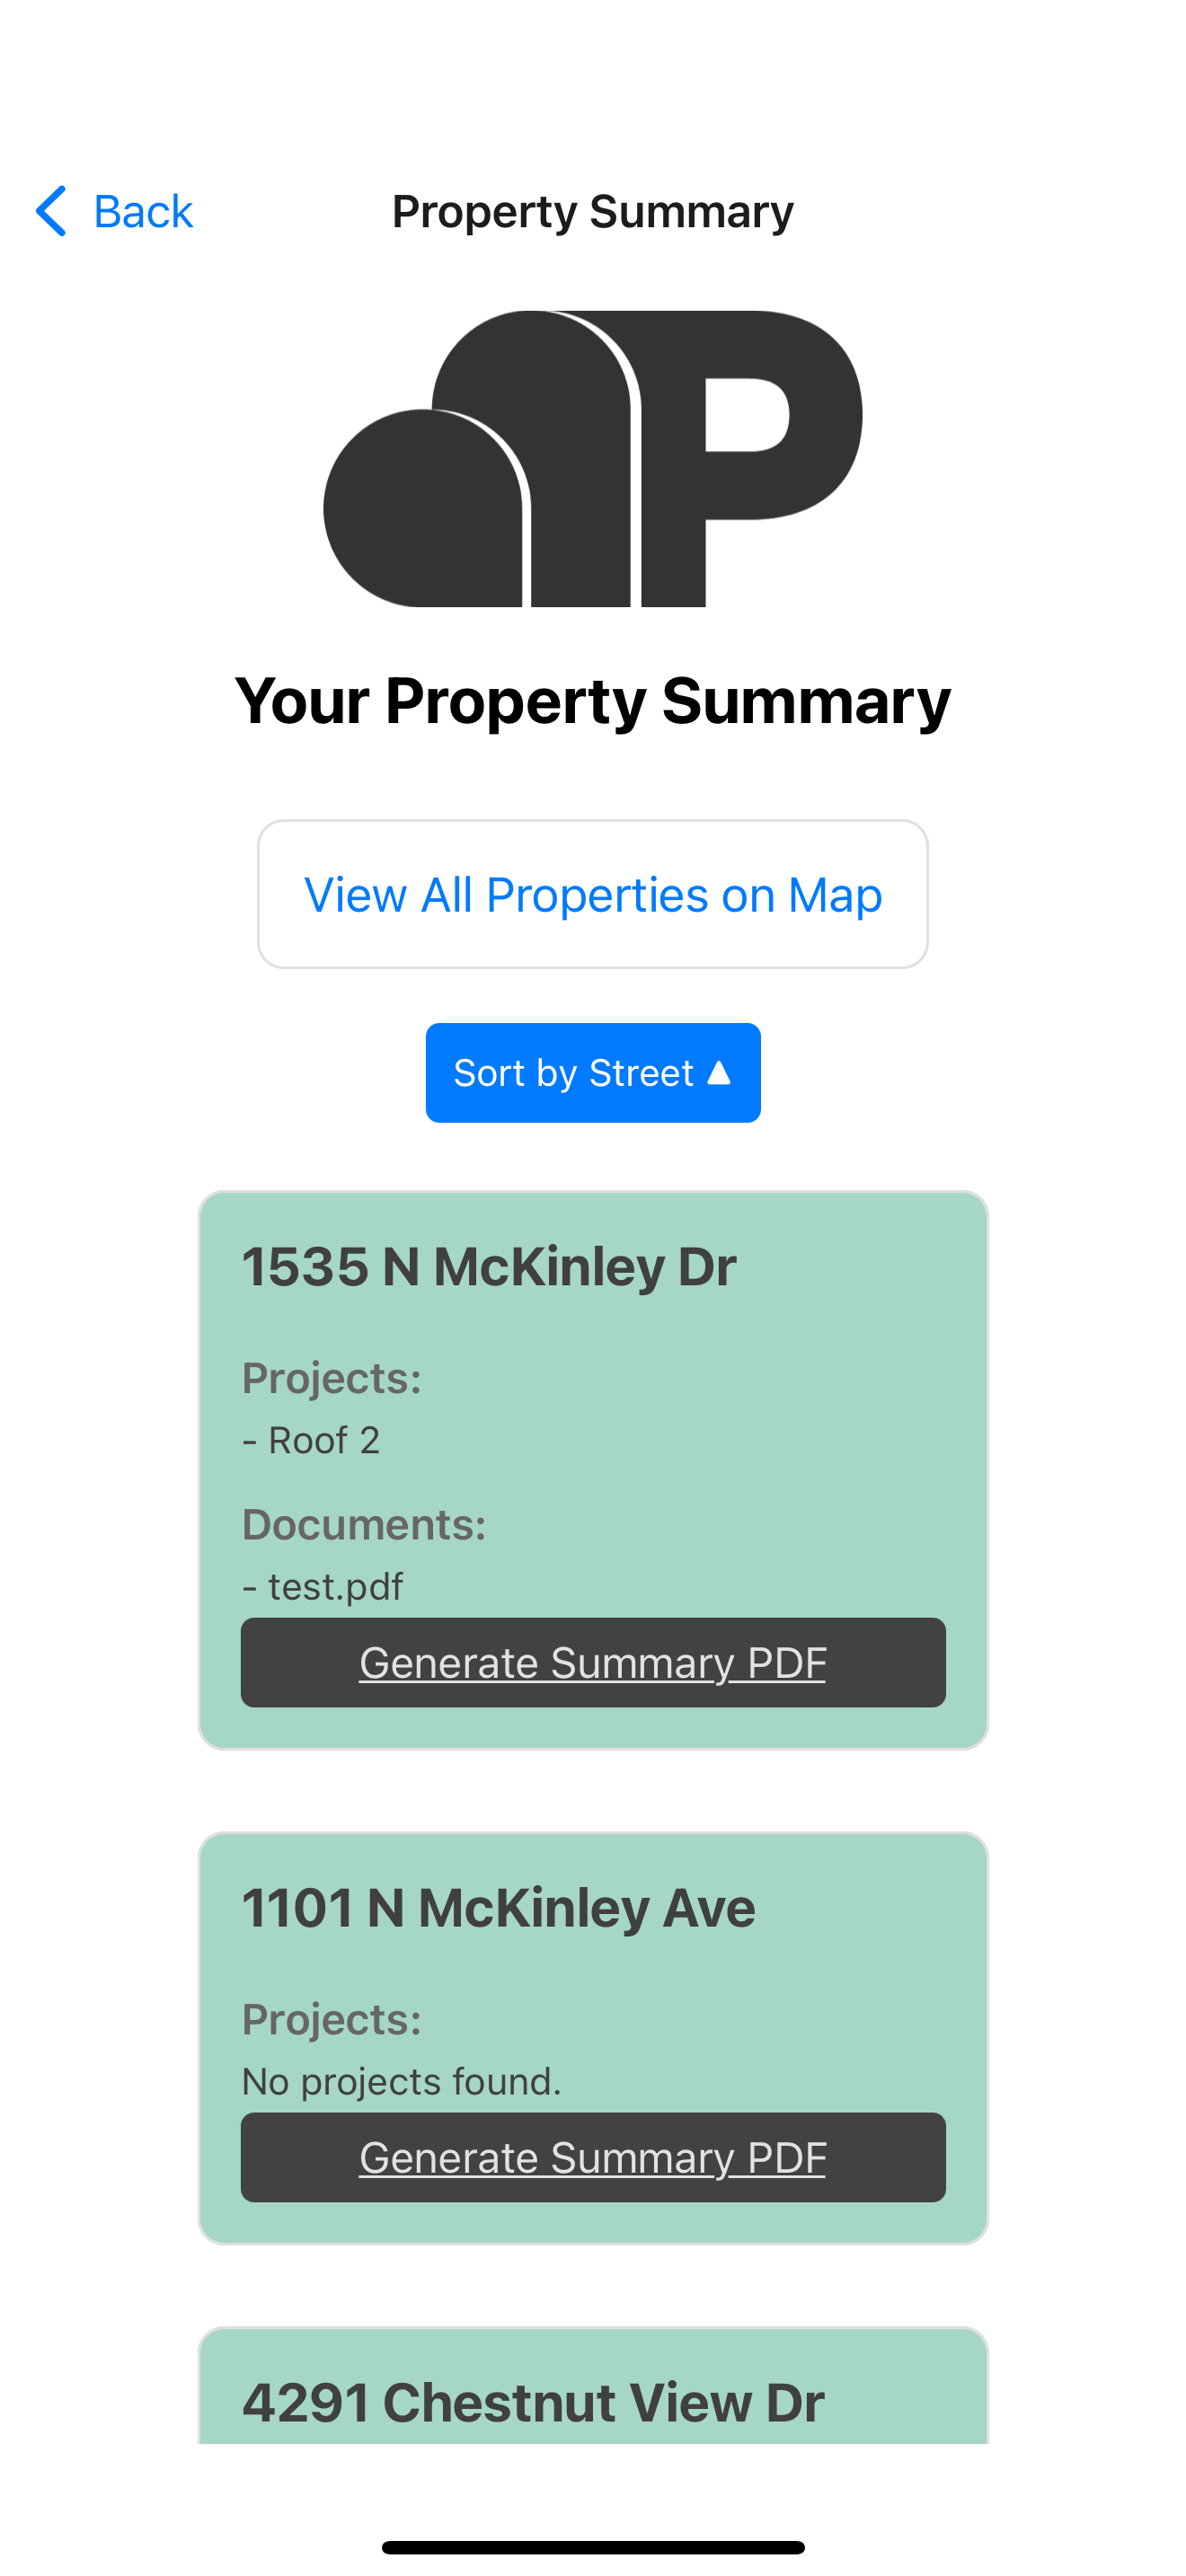 Back
Property Summary
P
Your Property Summary
View All Properties on Map
Sort by Street ▲
1535 N McKinley Dr
Projects:
- Roof 2
Documents:
- test.pdf
Generate Summary PDF
1101 N McKinley Ave
Projects:
No projects found.
Generate Summary PDF
4291 Chestnut View Dr